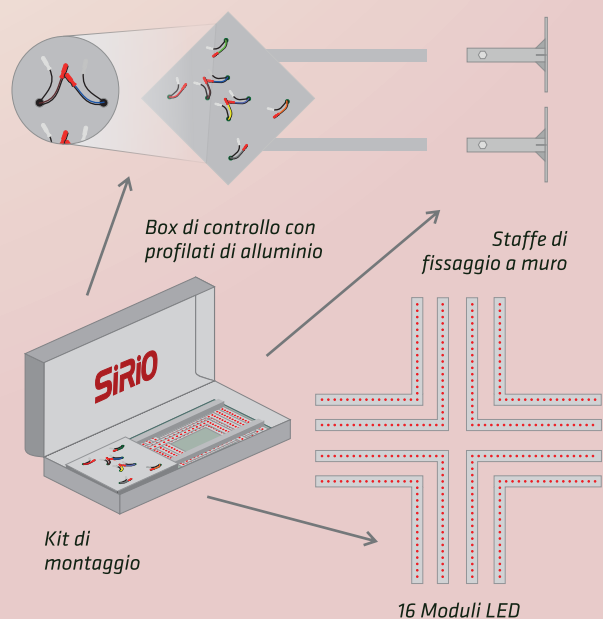 Box di controllo con
profilati di alluminio
Staffe di
fissaggio a muro
SiRiO
Kit di
montaggio
16 Moduli LED